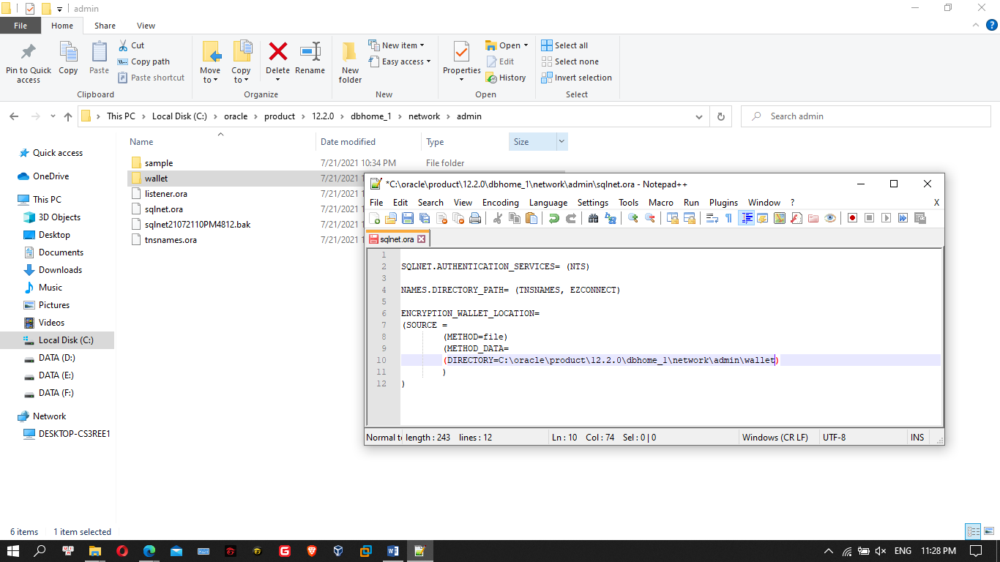 admin
File Home Share View
Pin to Quick access
Copy
Paste
Cut
Copy path
Paste shortcut
Clipboard
Move to
Copy to
Delete
Rename
Organize
New folder
New item
Easy access
New
Properties
Open
Edit
History
Open
Select all
Select none
Invert selection
Select
This PC > Local Disk (C:) > oracle > product > 12.2.0 > dbhome_1 > network > admin
Search admin
Name Date modified Type Size
Quick access
OneDrive
This PC
3D Objects
Desktop
Documents
Downloads
Music
Pictures
Videos
Local Disk (C:)
DATA (D:)
DATA (E:)
DATA (F:)
Network
DESKTOP-CS3REE1
sample 7/21/2021 10:34 PM File folder
wallet 7/21/2021 1
listener.ora 7/21/2021 1
sqlnet.ora 7/21/2021 1
sqlnet21072110PM4812.bak 7/21/2021 1
tnsnames.ora 7/21/2021 1
*C:\oracle\product\12.2.0\dbhome_1\network\admin\sqlnet.ora - Notepad++
File Edit Search View Encoding Language Settings Tools Macro Run Plugins Window ? X
sqlnet.ora
1
2 SQLNET.AUTHENTICATION_SERVICES= (NTS)
3
4 NAMES.DIRECTORY_PATH= (TNSNAMES, EZCONNECT)
5
6 ENCRYPTION_WALLET_LOCATION=
7 (SOURCE =
8 (METHOD=file)
9 (METHOD_DATA=
10 (DIRECTORY=C:\oracle\product\12.2.0\dbhome_1\network\admin\wallet)
11 )
12 )
Normal te length : 243 lines : 12 Ln : 10 Col : 74 Sel : 0 | 0 Windows (CR LF) UTF-8 INS
6 items 1 item selected
ENG 11:28 PM